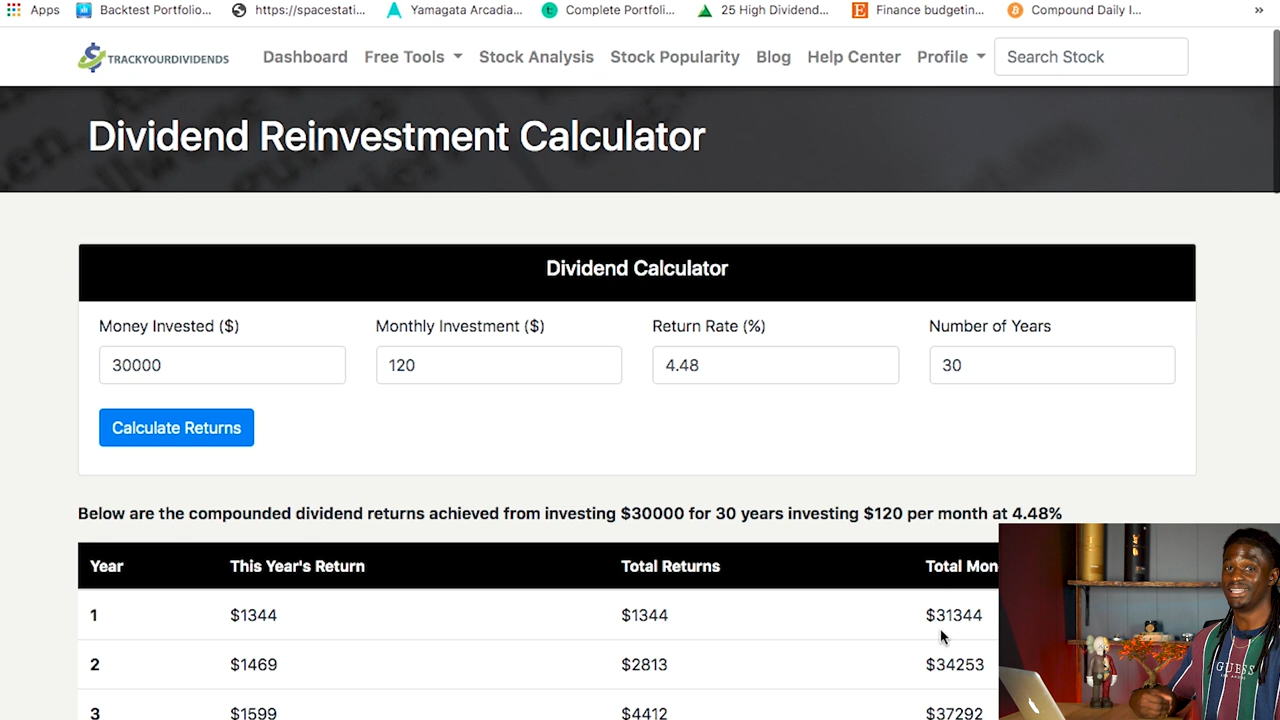 Apps Backtest Portfolio... https://spacestati... Yamagata Arcadia... Complete Portfoli... 25 High Dividend... Finance budgetin... Compound Daily I... »
TRACKYOURDIVIDENDS Dashboard Free Tools Stock Analysis Stock Popularity Blog Help Center Profile Search Stock
Dividend Reinvestment Calculator
Dividend Calculator
Money Invested ($) Monthly Investment ($) Return Rate (%) Number of Years
30000 120 4.48 30
Calculate Returns
Below are the compounded dividend returns achieved from investing $30000 for 30 years investing $120 per month at 4.48%
Year This Year's Return Total Returns Total Mon
1 $1344 $1344 $31344
2 $1469 $2813 $34253
3 $1599 $4412 $37292
GUESS